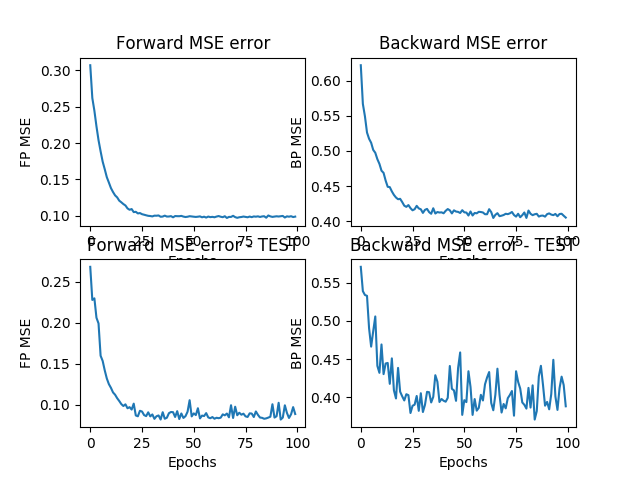 Forward MSE error
Backward MSE error
FP MSE
0.30
0.25
0.20
0.15
0.10
0 25 50 75 100
Epochs
BP MSE
0.60
0.55
0.50
0.45
0.40
0 25 50 75 100
Epochs
Forward MSE error - TEST
Backward MSE error - TEST
FP MSE
0.25
0.20
0.15
0.10
0 25 50 75 100
Epochs
BP MSE
0.55
0.50
0.45
0.40
0 25 50 75 100
Epochs